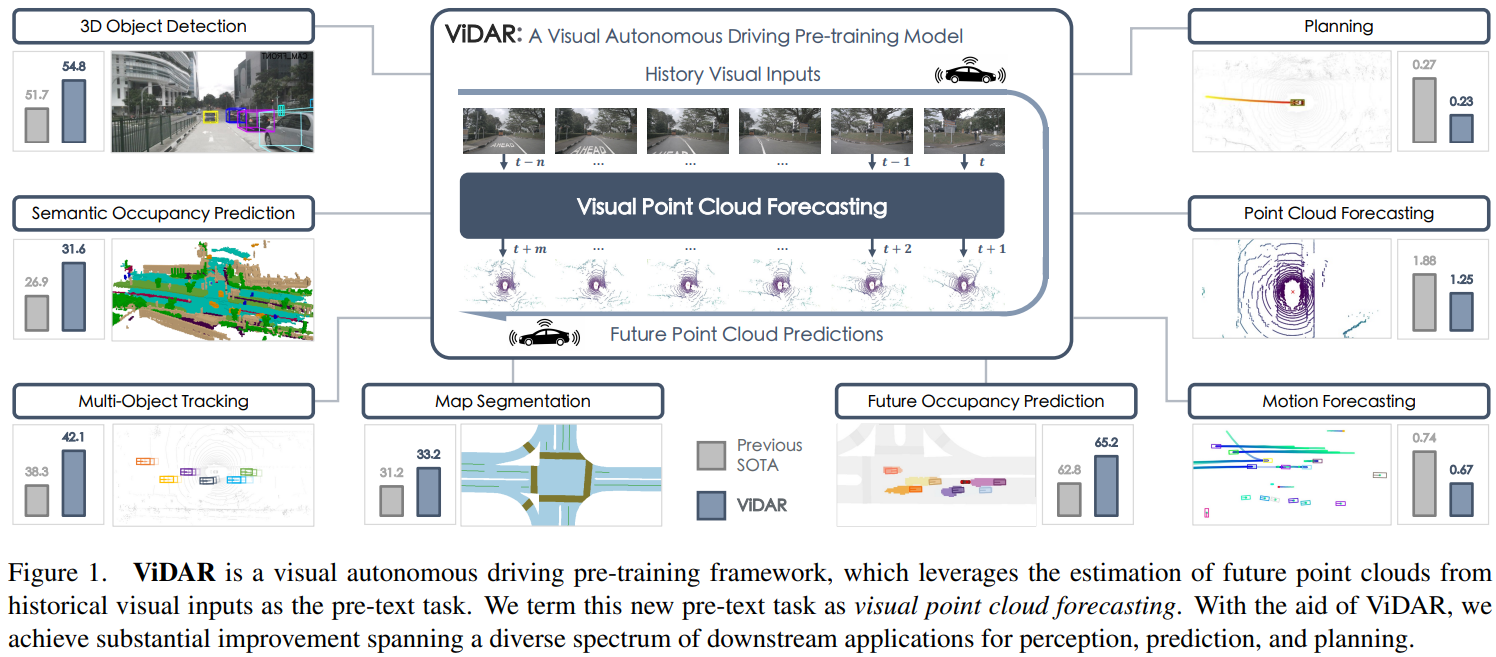 3D Object Detection
51.7
54.8
CAM_FRONT
Semantic Occupancy Prediction
26.9
31.6
Multi-Object Tracking
38.3
42.1
ViDAR: A Visual Autonomous Driving Pre-training Model
History Visual Inputs
AHEAD
AHEAD
t − n ... ... ... t − 1 t
Visual Point Cloud Forecasting
t + m ... ... ... t + 2 t + 1
Future Point Cloud Predictions
Map Segmentation
31.2
33.2
Previous
SOTA
ViDAR
Future Occupancy Prediction
62.8
65.2
Planning
0.27
0.23
Point Cloud Forecasting
1.88
1.25
Motion Forecasting
0.74
0.67
Figure 1. ViDAR is a visual autonomous driving pre-training framework, which leverages the estimation of future point clouds from
historical visual inputs as the pre-text task. We term this new pre-text task as visual point cloud forecasting. With the aid of ViDAR, we
achieve substantial improvement spanning a diverse spectrum of downstream applications for perception, prediction, and planning.